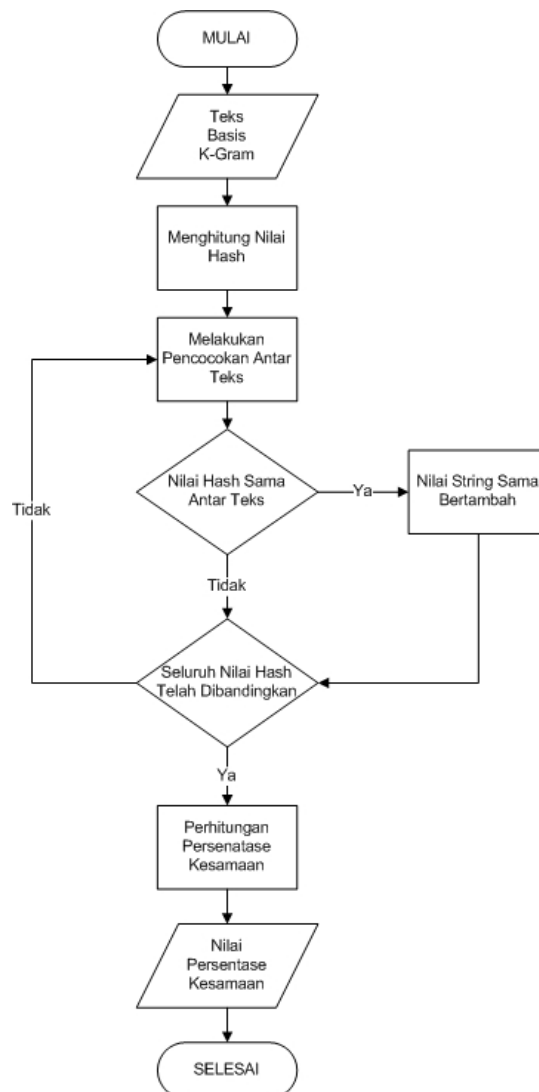 MULAI
Teks
Basis
K-Gram
Menghitung Nilai
Hash
Melakukan
Pencocokan Antar
Teks
Nilai Hash Sama
Antar Teks
Ya
Nilai String Sama
Bertambah
Tidak
Tidak
Seluruh Nilai Hash
Telah Dibandingkan
Ya
Perhitungan
Persenatase
Kesamaan
Nilai
Persentase
Kesamaan
SELESAI